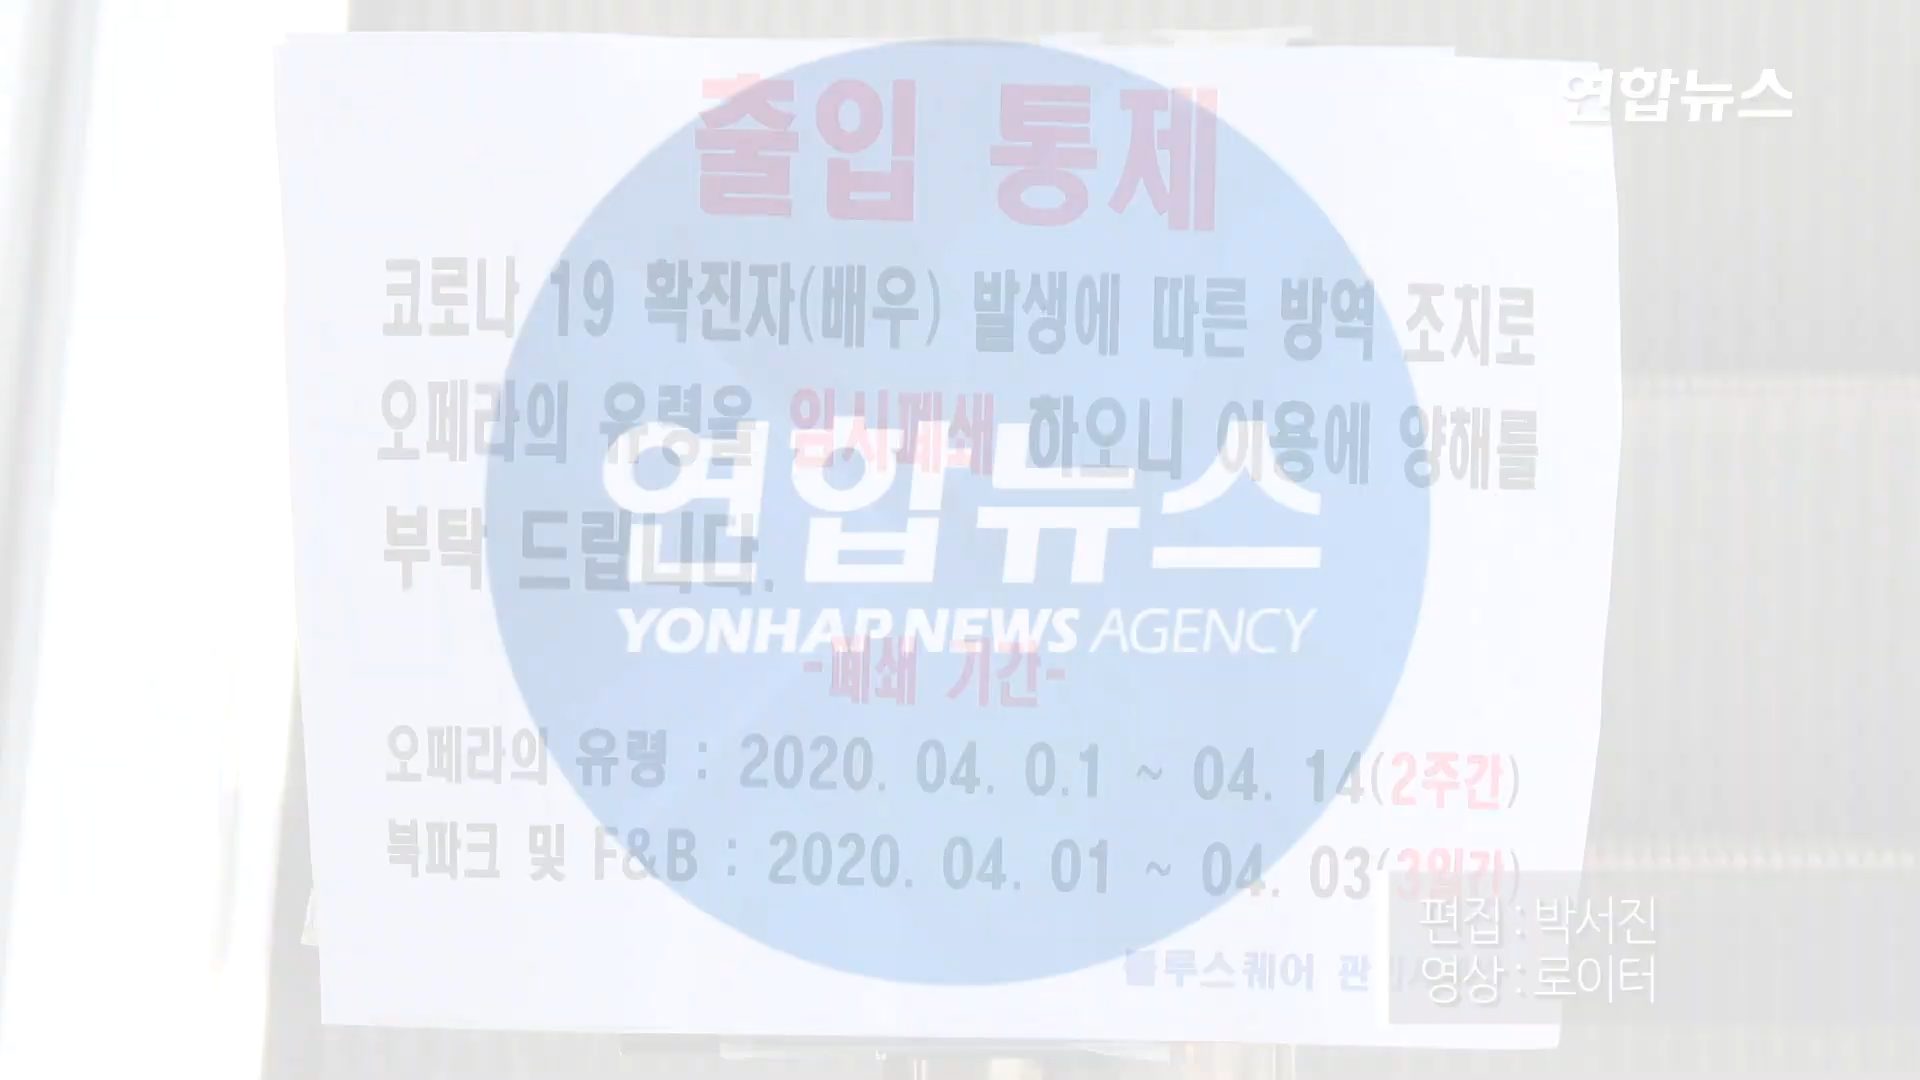 연합뉴스
출입 통제
코로나 19 확진자(배우) 발생에 따른 방역 조치로
오페라의 유령을 임시폐쇄 하오니 이용에 양해를
부탁 드립니다.
연합뉴스
YONHAP NEWS AGENCY
-폐쇄 기간-
오페라의 유령 : 2020. 04. 0.1 ~ 04. 14(2주간)
북파크 및 F&B : 2020. 04. 01 ~ 04. 03(3일간)
블루스퀘어
편집 : 박서진
영상 : 로이터